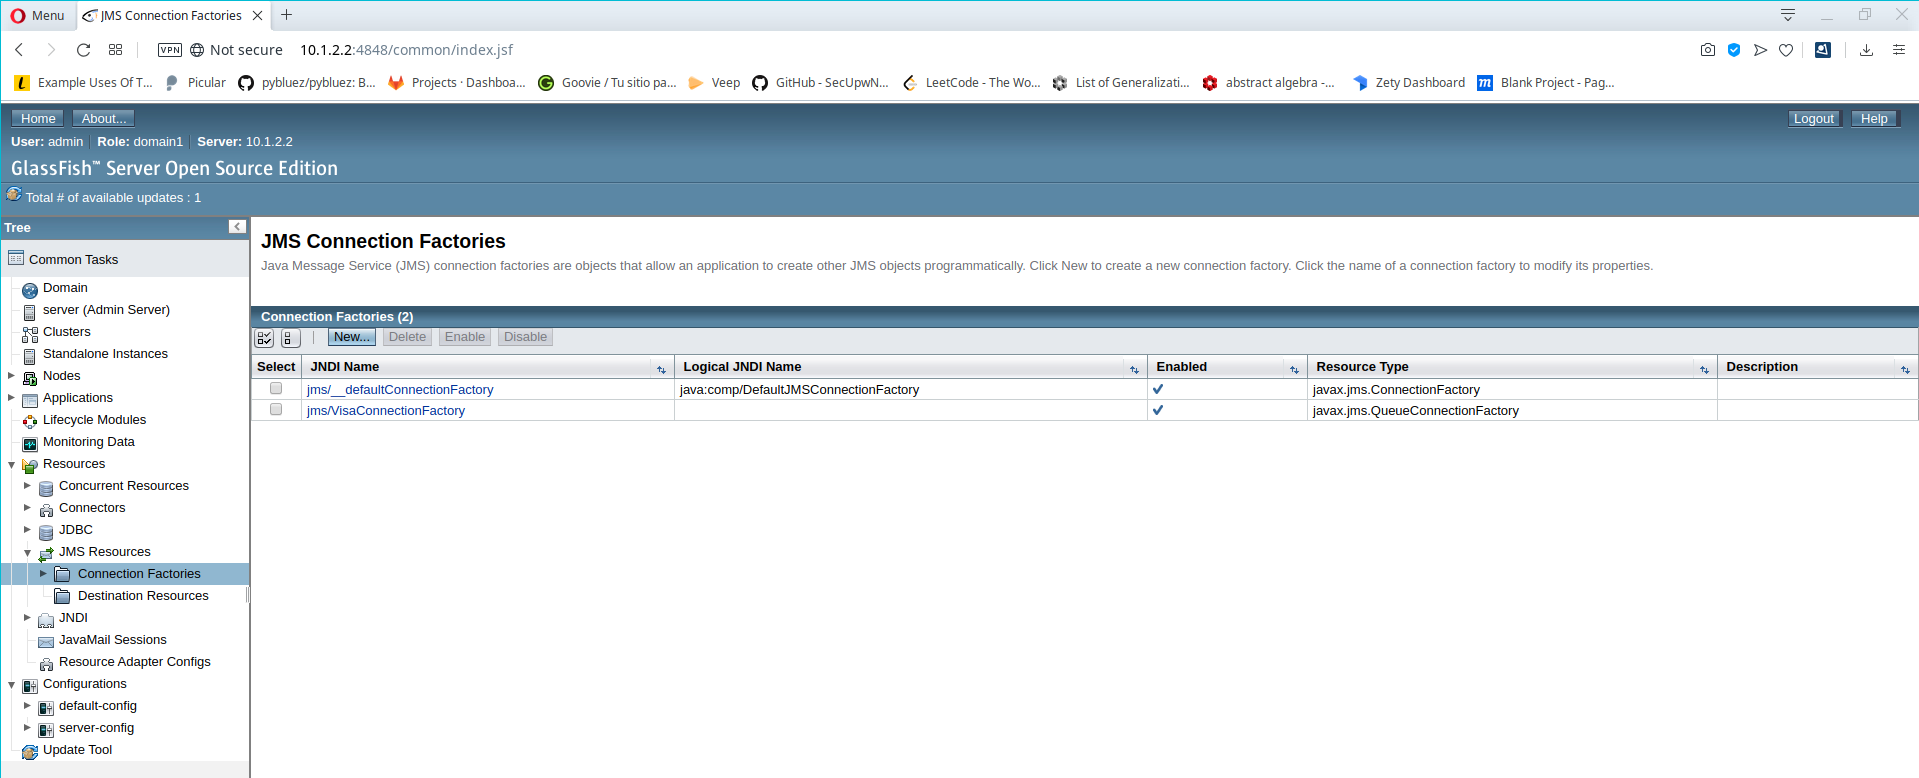 Menu
JMS Connection Factories
VPN
Not secure
10.1.2.2:4848/common/index.jsf
Example Uses Of T...
Picular
pybluez/pybluez: B...
Projects · Dashboa...
Goovie / Tu sitio pa...
Veep
GitHub - SecUpwN...
LeetCode - The Wo...
List of Generalizati...
abstract algebra -...
Zety Dashboard
Blank Project - Pag...
Home
About...
Logout
Help
User: admin
Role: domain1
Server: 10.1.2.2
GlassFish™ Server Open Source Edition
Total # of available updates : 1
Tree
Common Tasks
Domain
server (Admin Server)
Clusters
Standalone Instances
Nodes
Applications
Lifecycle Modules
Monitoring Data
Resources
Concurrent Resources
Connectors
JDBC
JMS Resources
Connection Factories
Destination Resources
JNDI
JavaMail Sessions
Resource Adapter Configs
Configurations
default-config
server-config
Update Tool
JMS Connection Factories
Java Message Service (JMS) connection factories are objects that allow an application to create other JMS objects programmatically. Click New to create a new connection factory. Click the name of a connection factory to modify its properties.
Connection Factories (2)
New...
Delete
Enable
Disable
Select
JNDI Name
Logical JNDI Name
Enabled
Resource Type
Description
jms/__defaultConnectionFactory
java:comp/DefaultJMSConnectionFactory
javax.jms.ConnectionFactory
jms/VisaConnectionFactory
javax.jms.QueueConnectionFactory